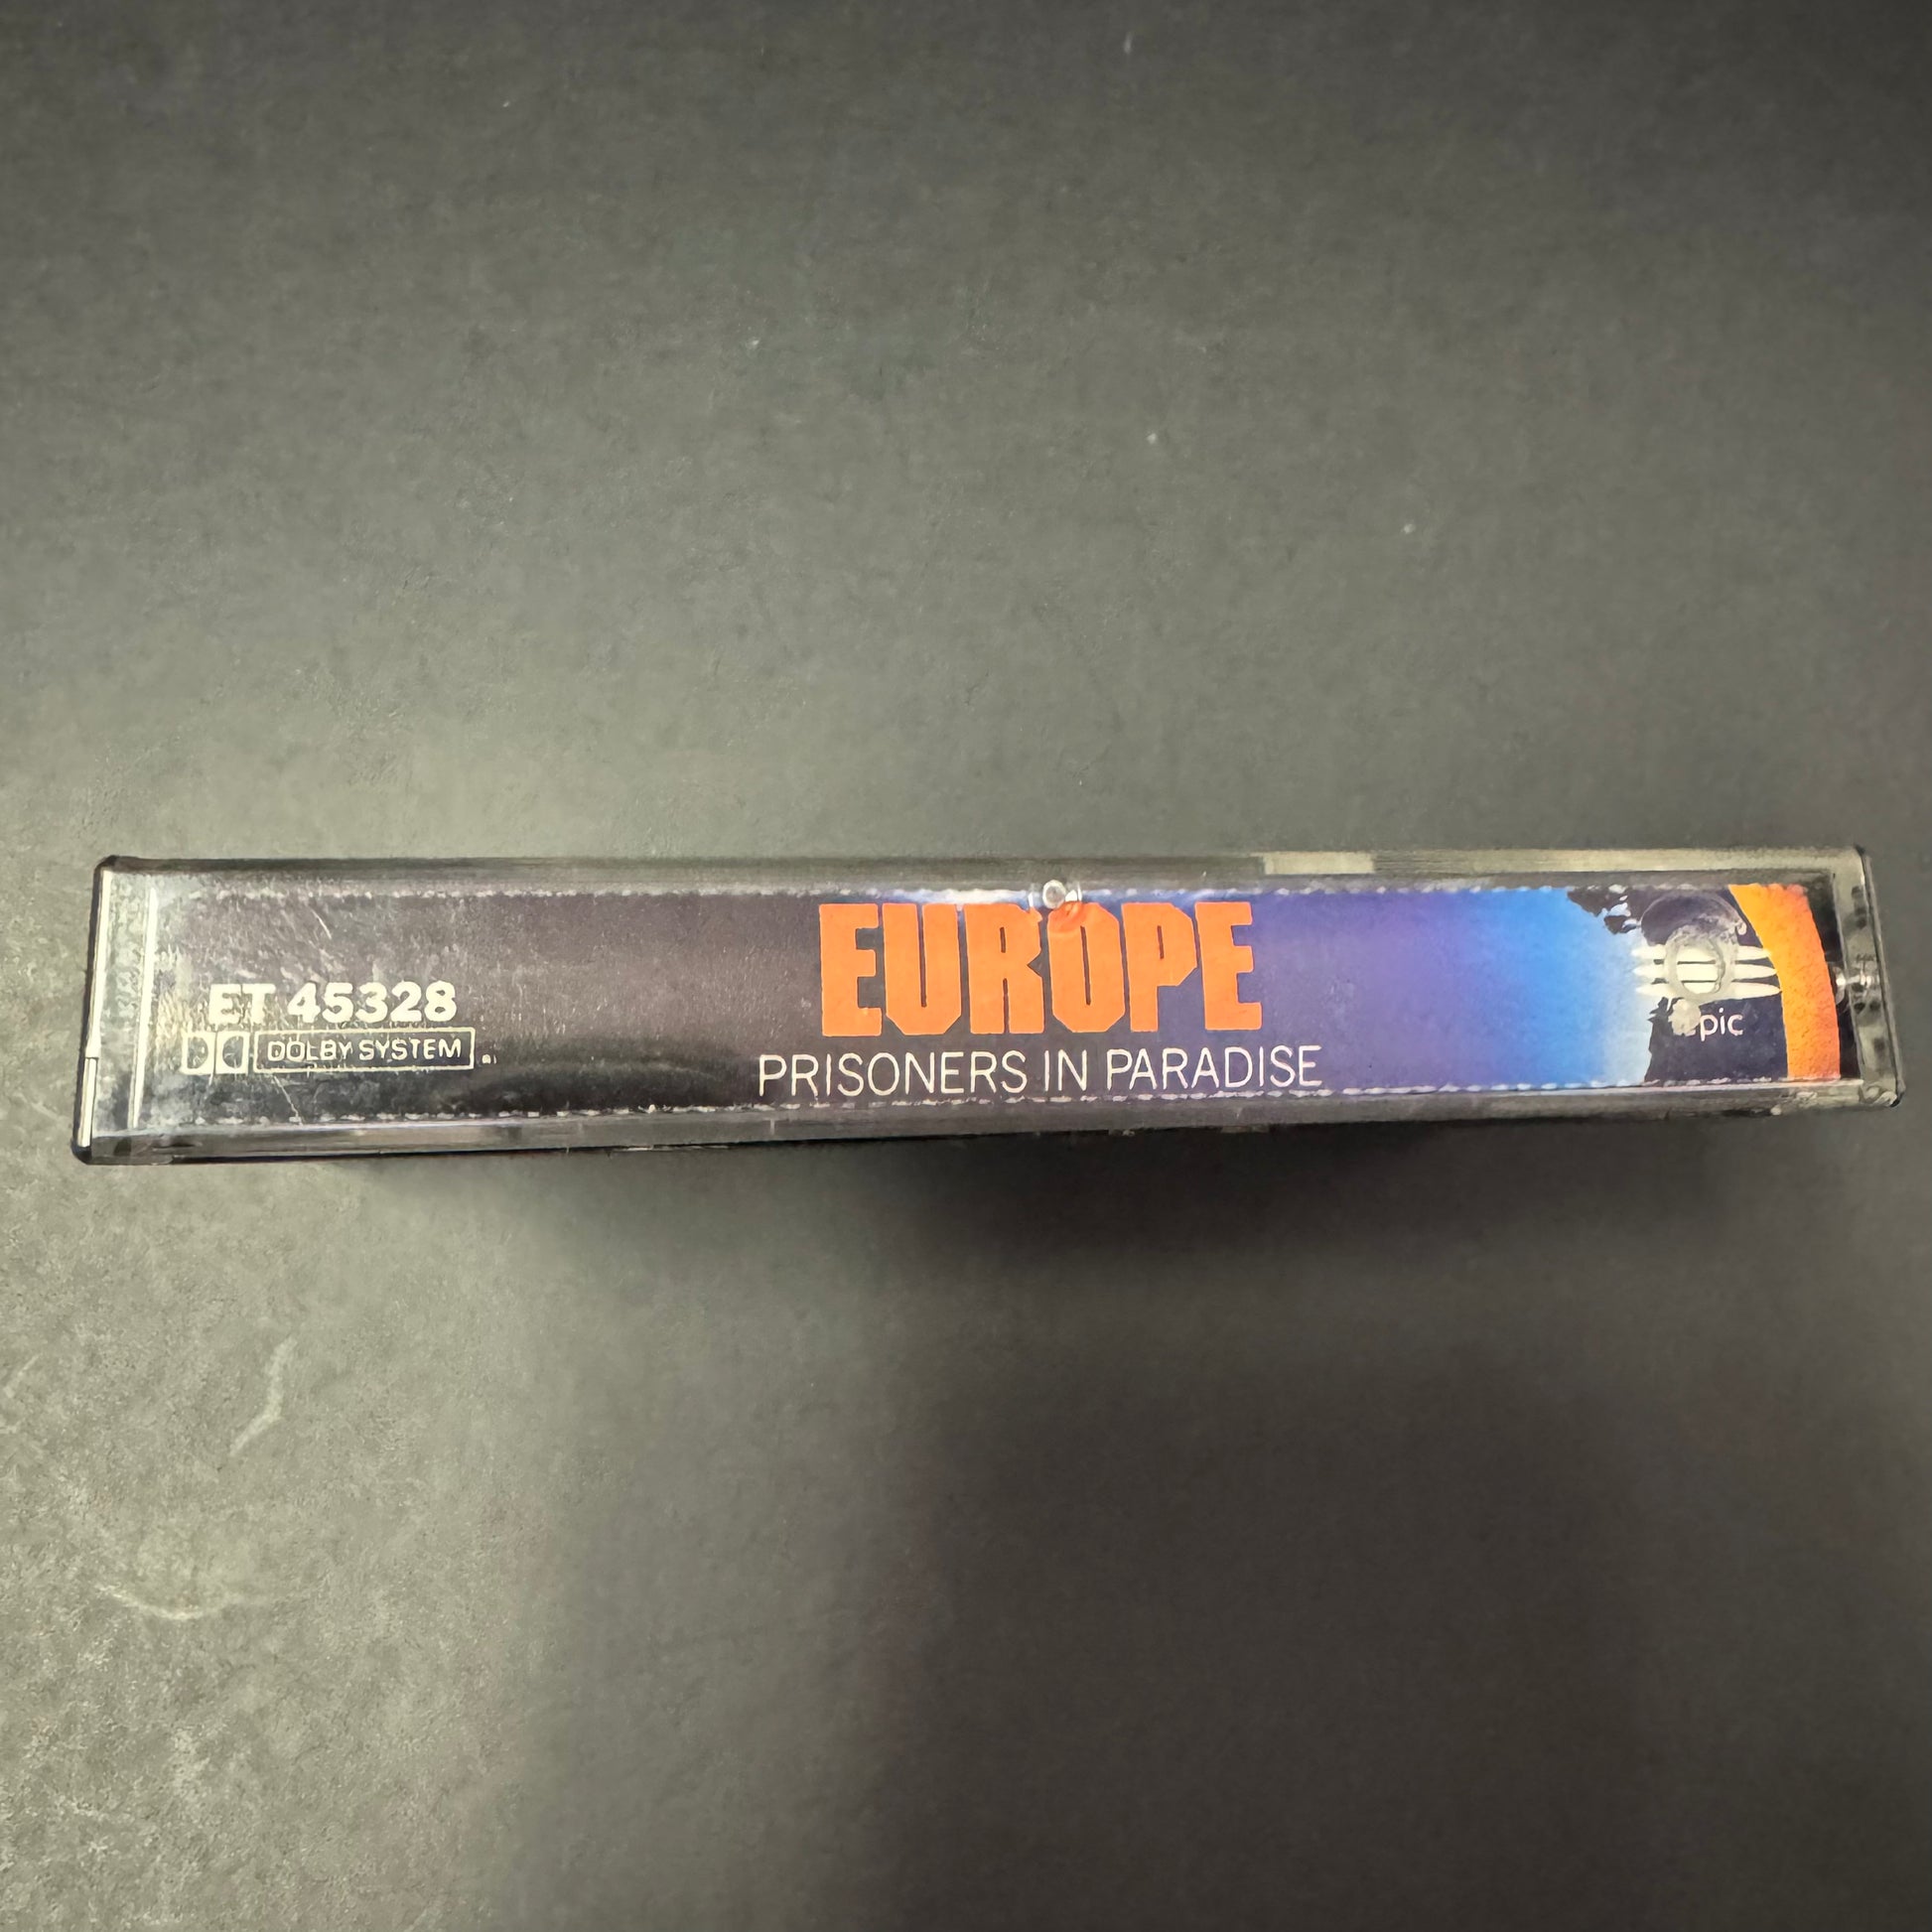 ET 45328
DOLBY SYSTEM
EUROPE
PRISONERS IN PARADISE
epic